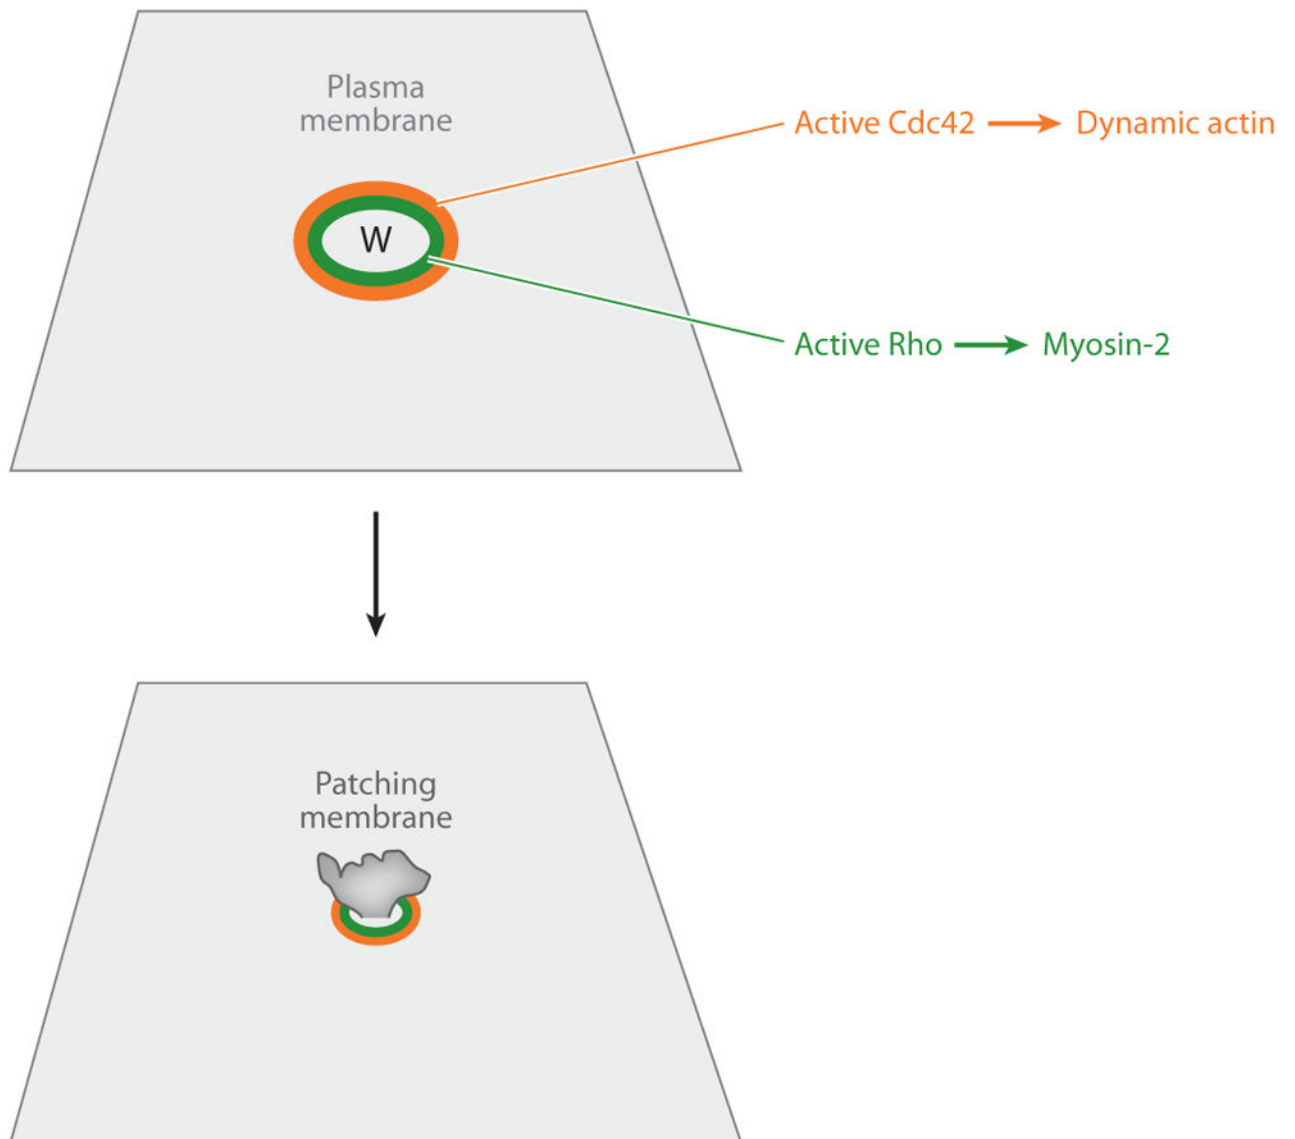 Plasma
membrane
Active Cdc42 → Dynamic actin
W
Active Rho → Myosin-2
Patching
membrane